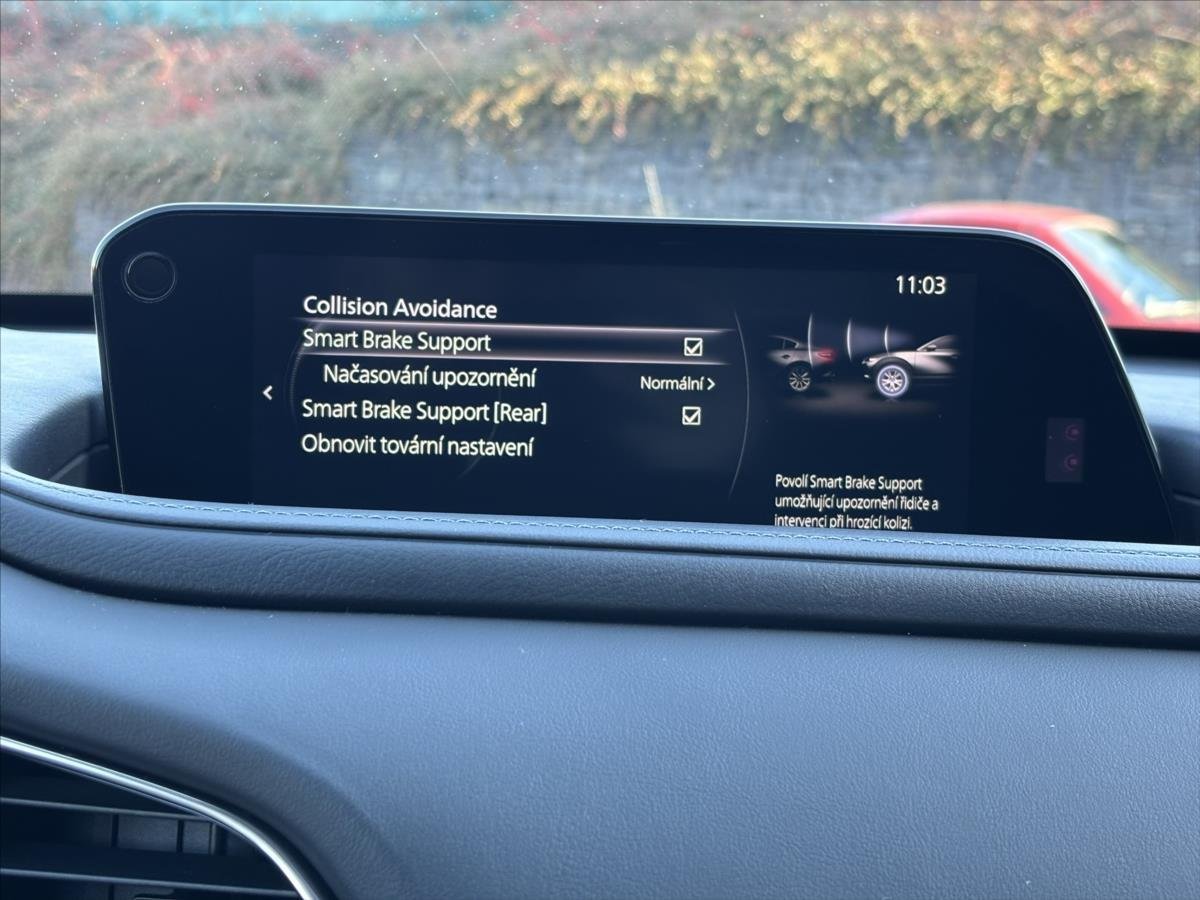 11:03
Collision Avoidance
Smart Brake Support
Načasování upozornění Normální >
Smart Brake Support [Rear]
Obnovit tovární nastavení
Povolí Smart Brake Support
umožňující upozornění řidiče a
intervenci při hrozící kolizi.